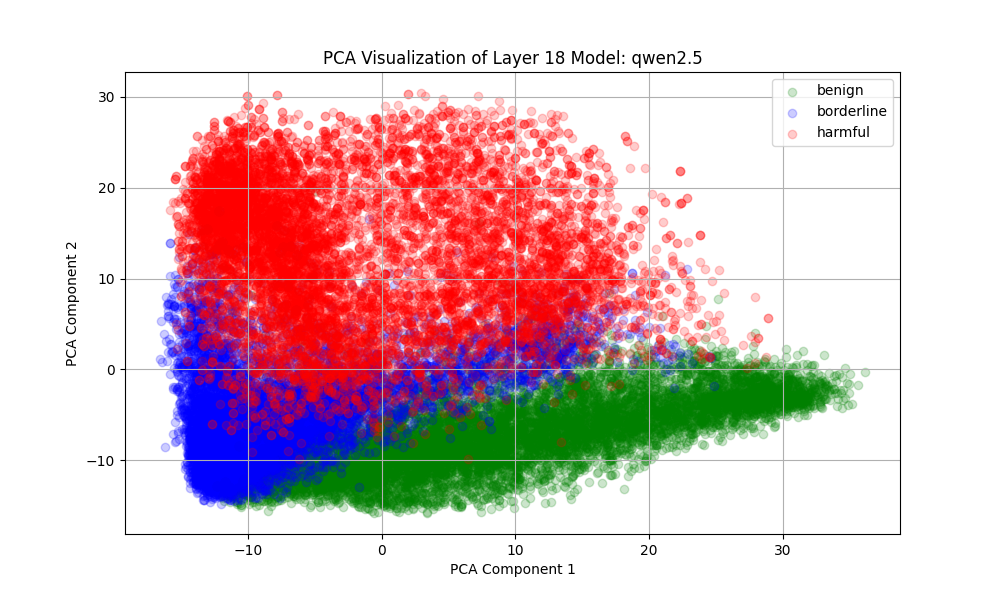 PCA Visualization of Layer 18 Model: qwen2.5
benign
borderline
harmful
30
20
10
0
−10
PCA Component 2
−10
0
10
20
30
PCA Component 1